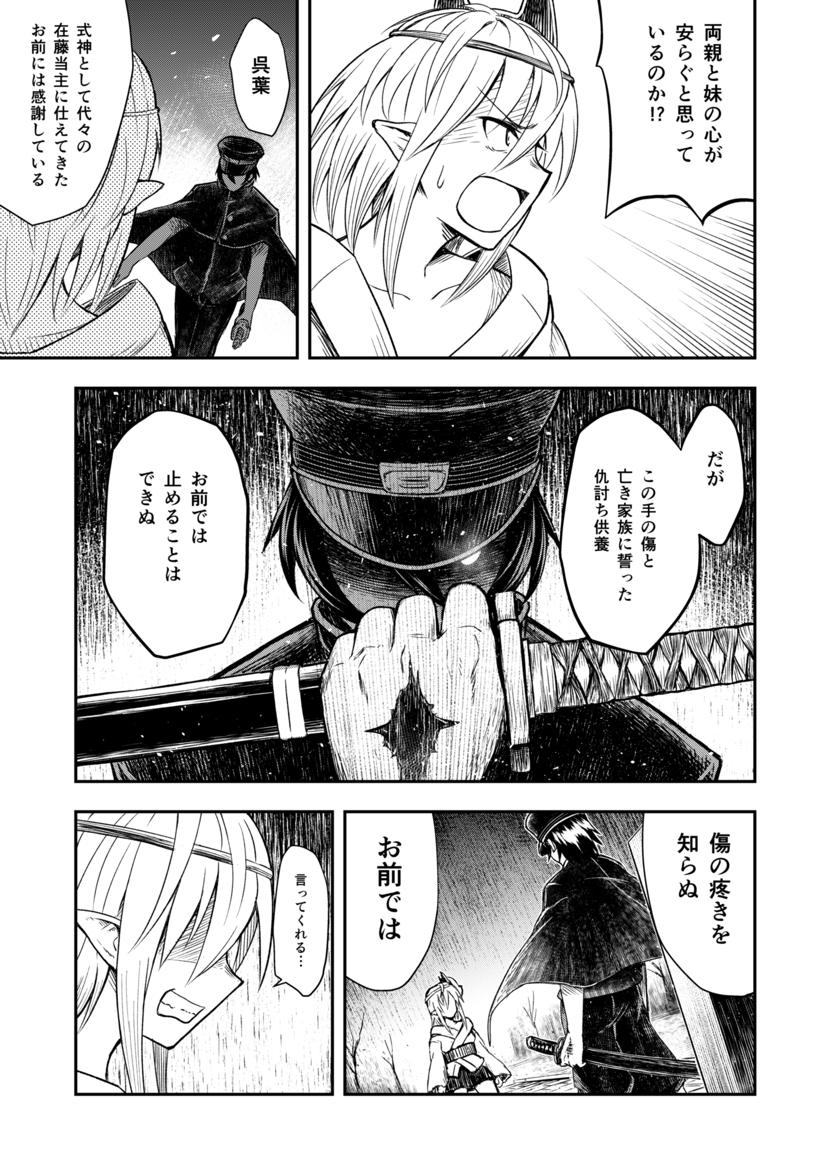 両親と妹の心が
安らぐと思って
いるのか!?
呉葉
式神として代々の
在藤当主に仕えてきた
お前には感謝している
だが
この手の傷と
亡き家族に誓った
仇討ち供養
お前では
止めることは
できぬ
傷の疼きを
知らぬ
お前では
言ってくれる…